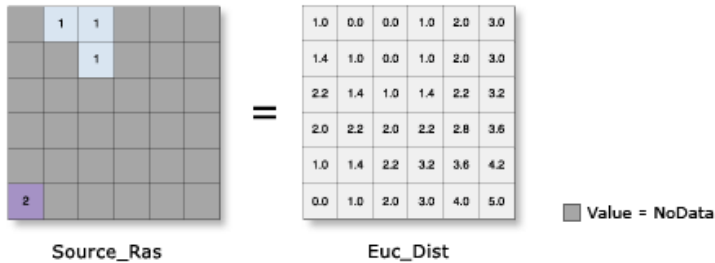 1 1 1.0 0.0 0.0 1.0 2.0 3.0
1 1.4 1.0 0.0 1.0 2.0 3.0
2.2 1.4 1.0 1.4 2.2 3.2
=
2.0 2.2 2.0 2.2 2.8 3.6
1.0 1.4 2.2 3.2 3.6 4.2
2 0.0 1.0 2.0 3.0 4.0 5.0
Value = NoData
Source_Ras Euc_Dist